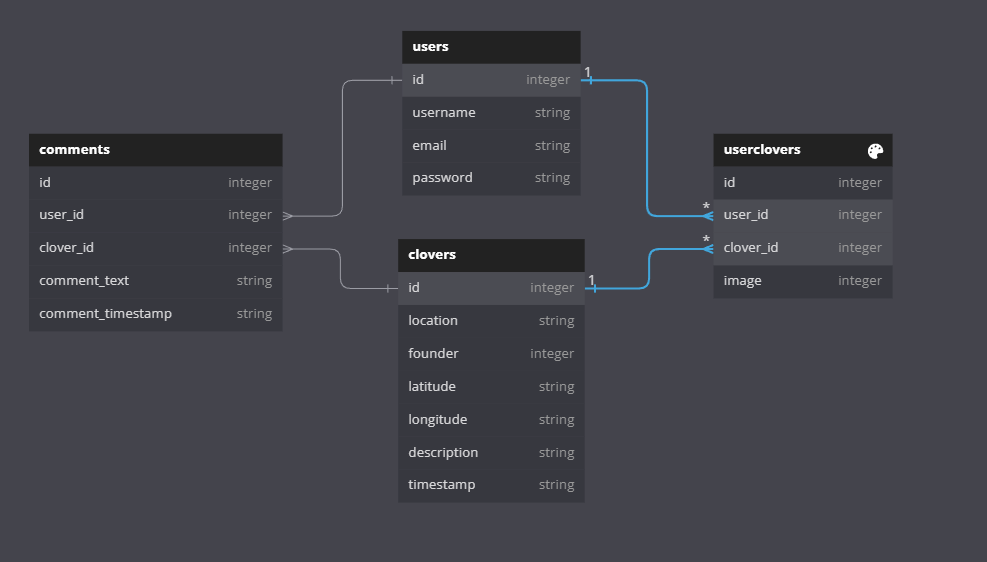 users
id integer
username string
email string
password string
comments
id integer
user_id integer
clover_id integer
comment_text string
comment_timestamp string
clovers
id integer
location string
founder integer
latitude string
longitude string
description string
timestamp string
userclovers
id integer
user_id integer
clover_id integer
image integer
1
*
*
1